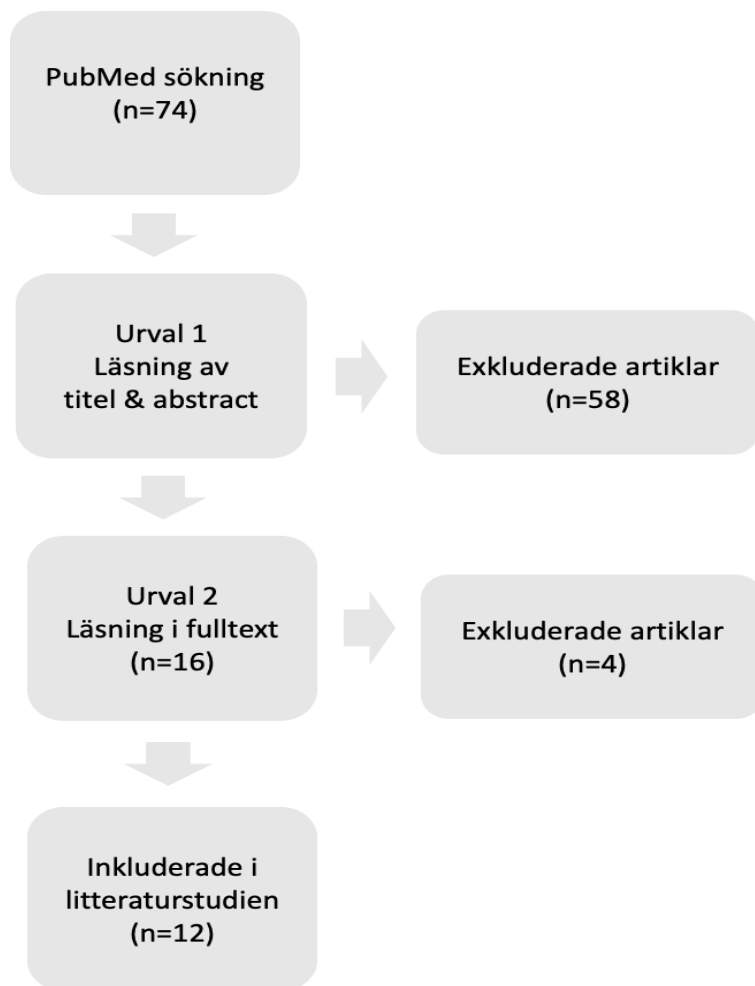 PubMed sökning
(n=74)
Urval 1
Läsning av
titel & abstract
Exkluderade artiklar
(n=58)
Urval 2
Läsning i fulltext
(n=16)
Exkluderade artiklar
(n=4)
Inkluderade i
litteraturstudien
(n=12)